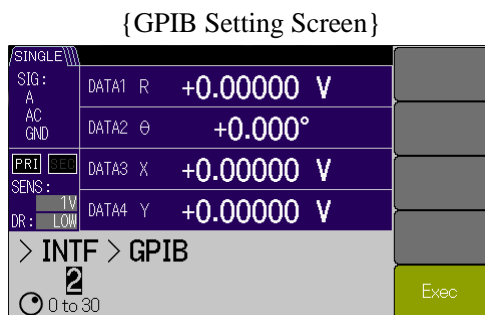 {GPIB Setting Screen}
SINGLE
SIG:
A
AC
GND
DATA1 R +0.00000 V
DATA2 θ +0.000°
PRI SEC
DATA3 X +0.00000 V
SENS:
1V
DATA4 Y +0.00000 V
DR: LOW
> INTF > GPIB
2
0 to 30
Exec